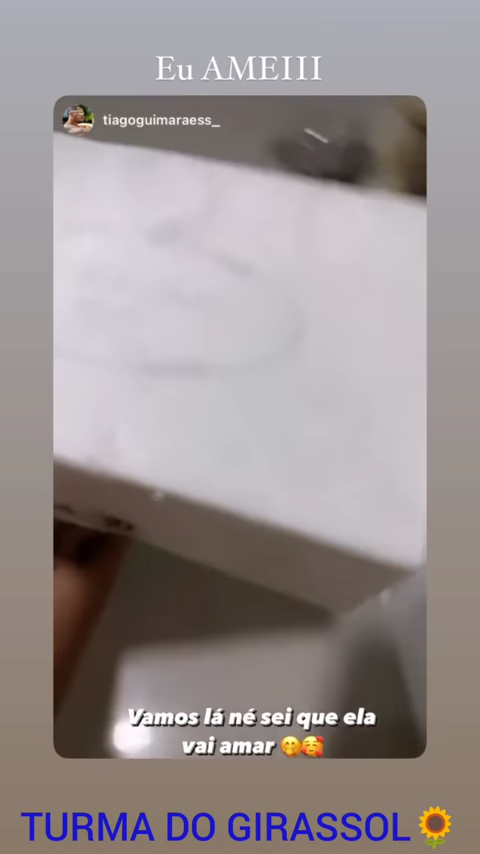 Eu AMEIII
tiagoguimaraess_
Vamos lá né sei que ela
vai amar 🤭🥰
TURMA DO GIRASSOL🌻